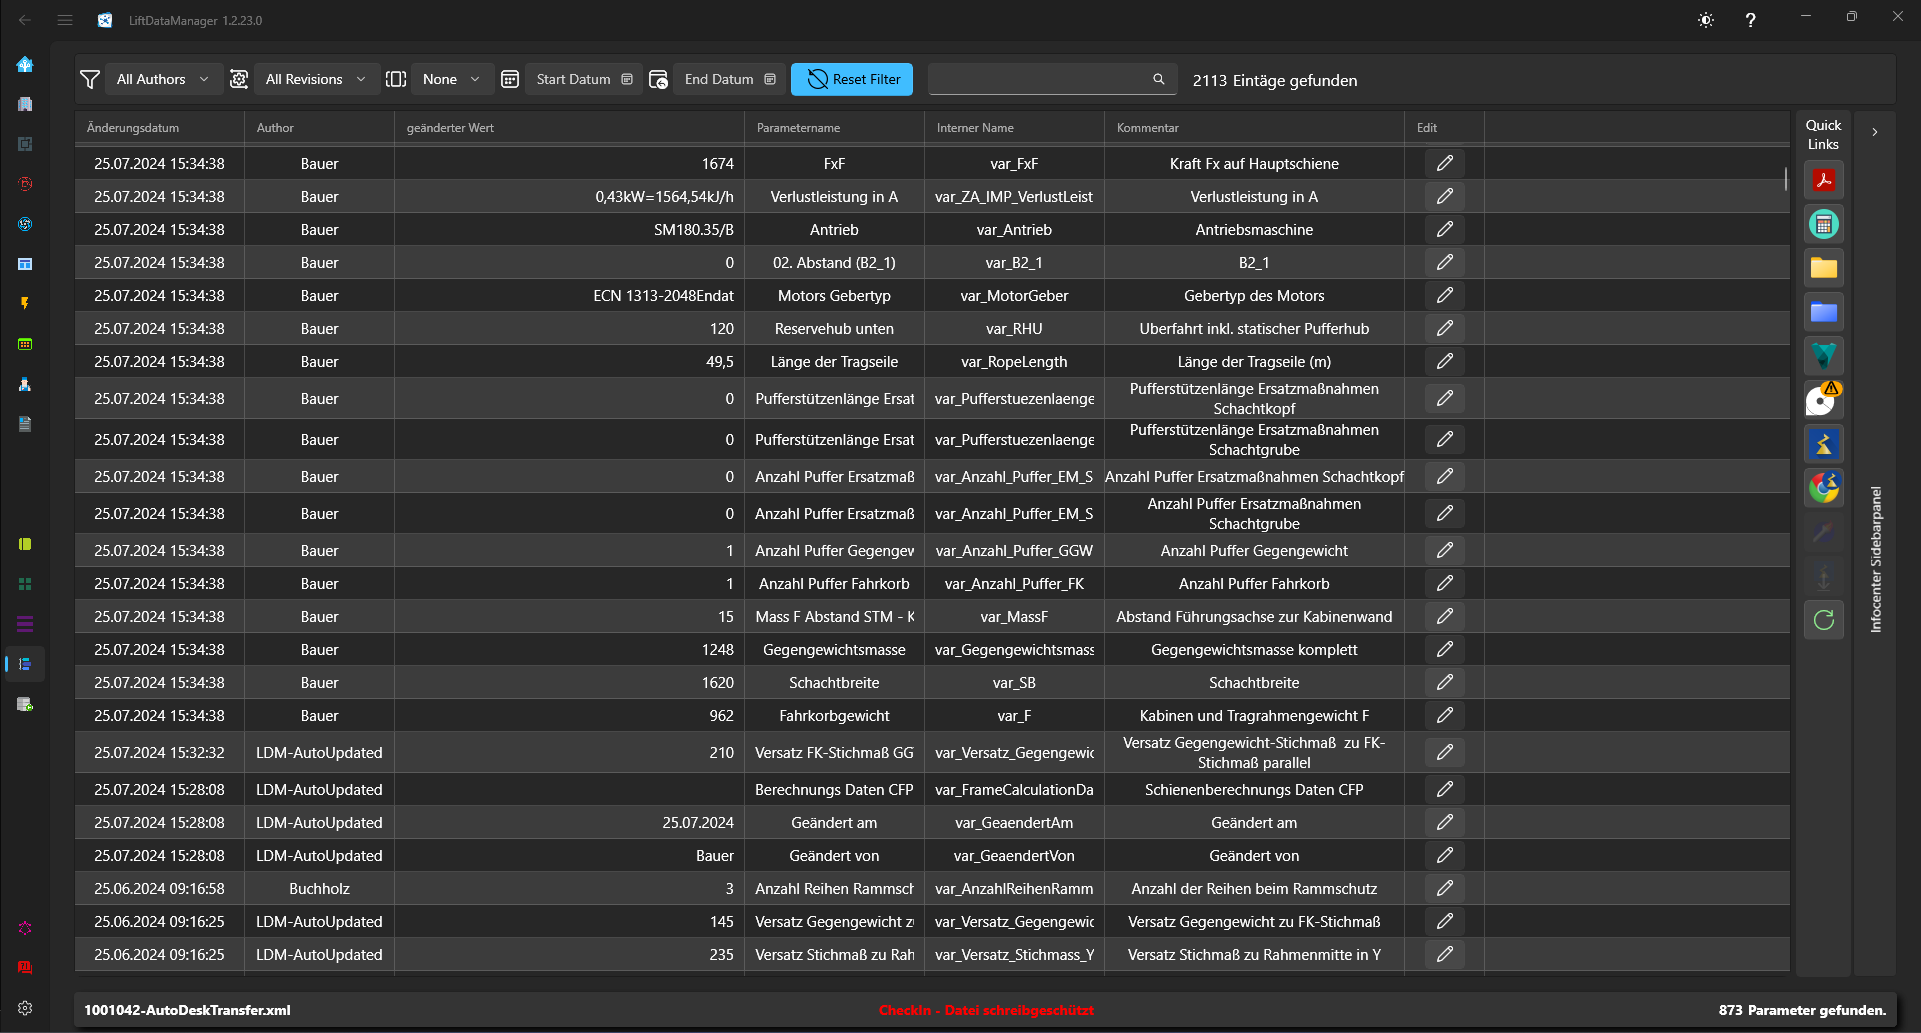 LiftDataManager 1.2.23.0
All Authors All Revisions None Start Datum End Datum Reset Filter 2113 Eintäge gefunden
Änderungsdatum Author geänderter Wert Parametername Interner Name Kommentar Edit
25.07.2024 15:34:38 Bauer 1674 FxF var_FxF Kraft Fx auf Hauptschiene
25.07.2024 15:34:38 Bauer 0,43kW=1564,54kJ/h Verlustleistung in A var_ZA_IMP_VerlustLeist Verlustleistung in A
25.07.2024 15:34:38 Bauer SM180.35/B Antrieb var_Antrieb Antriebsmaschine
25.07.2024 15:34:38 Bauer 0 02. Abstand (B2_1) var_B2_1 B2_1
25.07.2024 15:34:38 Bauer ECN 1313-2048Endat Motors Gebertyp var_MotorGeber Gebertyp des Motors
25.07.2024 15:34:38 Bauer 120 Reservehub unten var_RHU Uberfahrt inkl. statischer Pufferhub
25.07.2024 15:34:38 Bauer 49,5 Länge der Tragseile var_RopeLength Länge der Tragseile (m)
25.07.2024 15:34:38 Bauer 0 Pufferstützenlänge Ersat var_Pufferstuezenlaenge Pufferstützenlänge Ersatzmaßnahmen
Schachtkopf
25.07.2024 15:34:38 Bauer 0 Pufferstützenlänge Ersat var_Pufferstuezenlaenge Pufferstützenlänge Ersatzmaßnahmen
Schachtgrube
25.07.2024 15:34:38 Bauer 0 Anzahl Puffer Ersatzmaß var_Anzahl_Puffer_EM_S Anzahl Puffer Ersatzmaßnahmen Schachtkopf
25.07.2024 15:34:38 Bauer 0 Anzahl Puffer Ersatzmaß var_Anzahl_Puffer_EM_S Anzahl Puffer Ersatzmaßnahmen
Schachtgrube
25.07.2024 15:34:38 Bauer 1 Anzahl Puffer Gegengew var_Anzahl_Puffer_GGW Anzahl Puffer Gegengewicht
25.07.2024 15:34:38 Bauer 1 Anzahl Puffer Fahrkorb var_Anzahl_Puffer_FK Anzahl Puffer Fahrkorb
25.07.2024 15:34:38 Bauer 15 Mass F Abstand STM - K var_MassF Abstand Führungsachse zur Kabinenwand
25.07.2024 15:34:38 Bauer 1248 Gegengewichtsmasse var_Gegengewichtsmass Gegengewichtsmasse komplett
25.07.2024 15:34:38 Bauer 1620 Schachtbreite var_SB Schachtbreite
25.07.2024 15:34:38 Bauer 962 Fahrkorbgewicht var_F Kabinen und Tragrahmengewicht F
25.07.2024 15:32:32 LDM-AutoUpdated 210 Versatz FK-Stichmaß GG var_Versatz_Gegengewic Versatz Gegengewicht-Stichmaß zu FK-
Stichmaß parallel
25.07.2024 15:28:08 LDM-AutoUpdated Berechnungs Daten CFP var_FrameCalculationDa Schienenberechnungs Daten CFP
25.07.2024 15:28:08 LDM-AutoUpdated 25.07.2024 Geändert am var_GeaendertAm Geändert am
25.07.2024 15:28:08 LDM-AutoUpdated Bauer Geändert von var_GeaendertVon Geändert von
25.06.2024 09:16:58 Buchholz 3 Anzahl Reihen Rammsch var_AnzahlReihenRamm Anzahl der Reihen beim Rammschutz
25.06.2024 09:16:25 LDM-AutoUpdated 145 Versatz Gegengewicht z var_Versatz_Gegengewic Versatz Gegengewicht zu FK-Stichmaß
25.06.2024 09:16:25 LDM-AutoUpdated 235 Versatz Stichmaß zu Rah var_Versatz_Stichmass_Y Versatz Stichmaß zu Rahmenmitte in Y
Quick
Links
Infocenter Sidebarpanel
1001042-AutoDeskTransfer.xml CheckIn - Datei schreibgeschützt 873 Parameter gefunden.